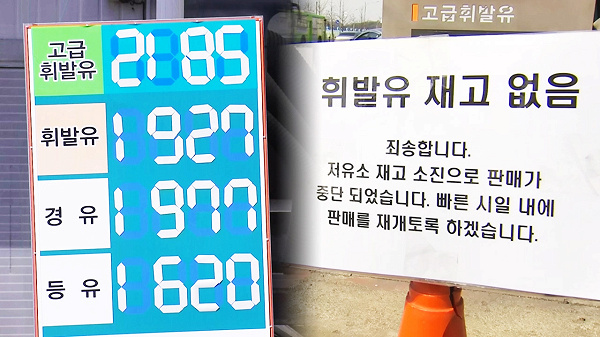 고급
휘발유
2185
휘발유
1927
경유
1977
등유
1620
고급휘발유
휘발유 재고 없음
죄송합니다.
저유소 재고 소진으로 판매가
중단 되었습니다. 빠른 시일 내에
판매를 재개토록 하겠습니다.